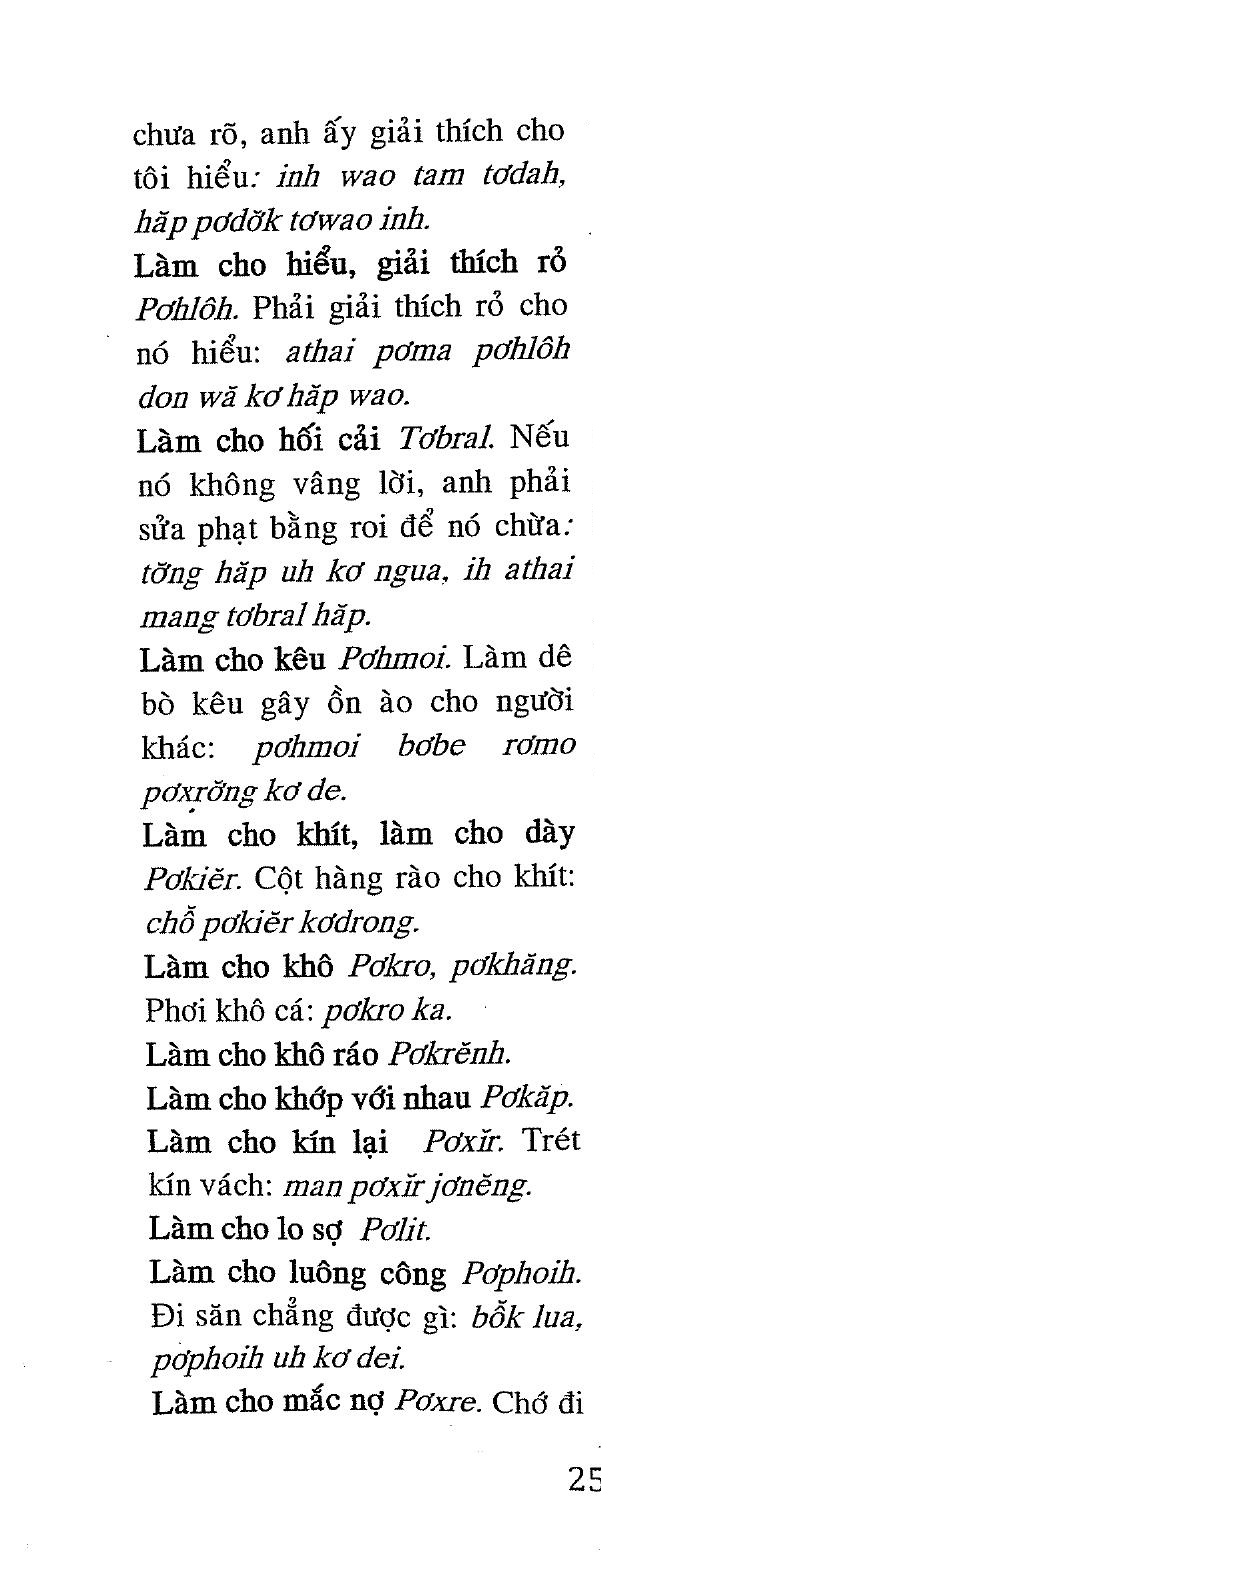 chưa rõ, anh ấy giải thích cho
tôi hiểu: inh wao tam tơdah,
hăp pơdơ̆k tơwao inh.
Làm cho hiểu, giải thích rỏ
Pơhlôh. Phải giải thích rỏ cho
nó hiểu: athai pơma pơhlôh
don wă kơ hăp wao.
Làm cho hối cải Tơbral. Nếu
nó không vâng lời, anh phải
sửa phạt bằng roi để nó chừa:
tơ̆ng hăp uh kơ ngua, ih athai
mang tơbral hăp.
Làm cho kêu Pơhmoi. Làm dê
bò kêu gây ồn ào cho người
khác: pơhmoi bơbe rơmo
pơxrơ̆ng kơ de.
Làm cho khít, làm cho dày
Pơkiĕr. Cột hàng rào cho khít:
chô̆ pơkiĕr kơdrong.
Làm cho khô Pơkro, pơkhăng.
Phơi khô cá: pơkro ka.
Làm cho khô ráo Pơkrĕnh.
Làm cho khớp với nhau Pơkăp.
Làm cho kín lại Pơxĭr. Trét
kín vách: man pơxĭr jơnĕng.
Làm cho lo sợ Pơlit.
Làm cho luông công Pơphoih.
Đi săn chẳng được gì: bô̆k lua,
pơphoih uh kơ dei.
Làm cho mắc nợ Pơxre. Chớ đi
25